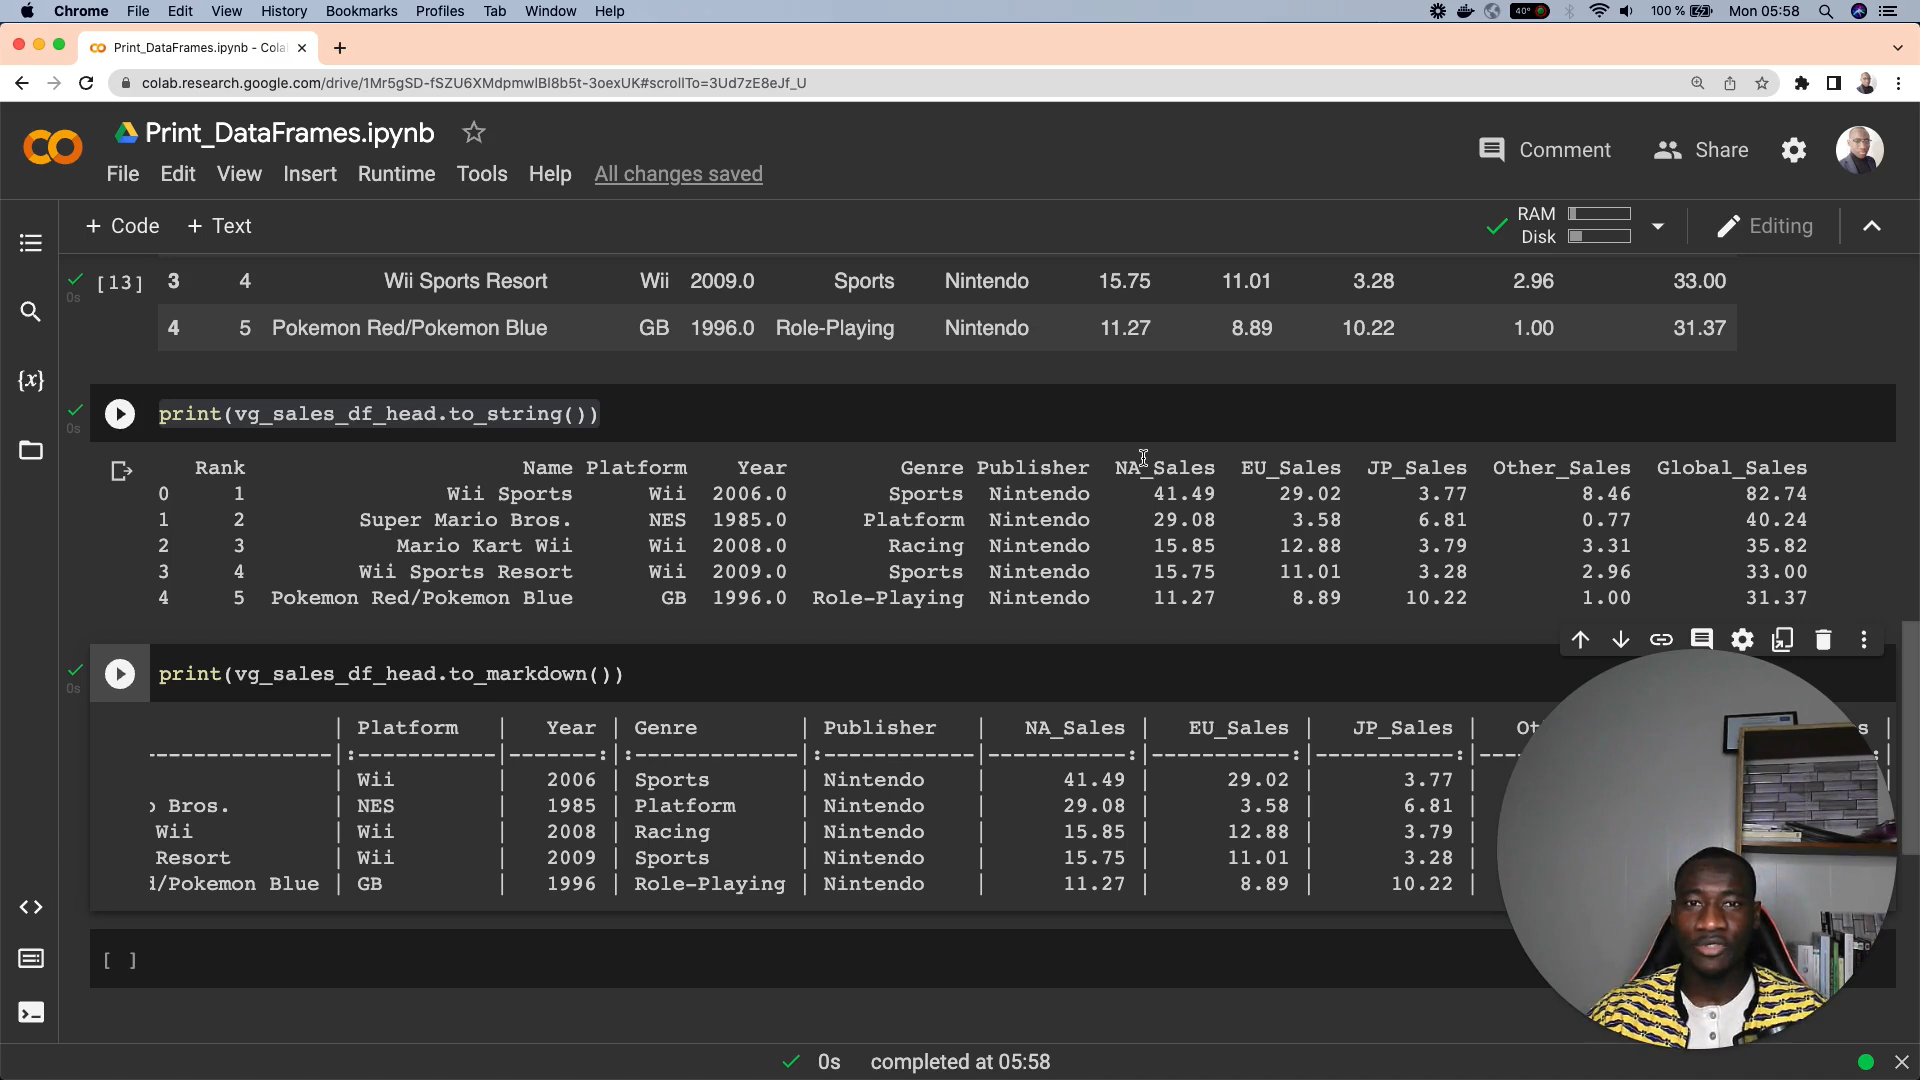 Chrome File Edit View History Bookmarks Profiles Tab Window Help 40° 100 % Mon 05:58
Print_DataFrames.ipynb - Cola
colab.research.google.com/drive/1Mr5gSD-fSZU6XMdpmwlBl8b5t-3oexUK#scrollTo=3Ud7zE8eJf_U
Print_DataFrames.ipynb
Comment Share
File Edit View Insert Runtime Tools Help All changes saved
+ Code + Text RAM Disk Editing
[13] 3 4 Wii Sports Resort Wii 2009.0 Sports Nintendo 15.75 11.01 3.28 2.96 33.00
0s
4 5 Pokemon Red/Pokemon Blue GB 1996.0 Role-Playing Nintendo 11.27 8.89 10.22 1.00 31.37
{x}
print(vg_sales_df_head.to_string())
0s
Rank Name Platform Year Genre Publisher NA_Sales EU_Sales JP_Sales Other_Sales Global_Sales
0 1 Wii Sports Wii 2006.0 Sports Nintendo 41.49 29.02 3.77 8.46 82.74
1 2 Super Mario Bros. NES 1985.0 Platform Nintendo 29.08 3.58 6.81 0.77 40.24
2 3 Mario Kart Wii Wii 2008.0 Racing Nintendo 15.85 12.88 3.79 3.31 35.82
3 4 Wii Sports Resort Wii 2009.0 Sports Nintendo 15.75 11.01 3.28 2.96 33.00
4 5 Pokemon Red/Pokemon Blue GB 1996.0 Role-Playing Nintendo 11.27 8.89 10.22 1.00 31.37
print(vg_sales_df_head.to_markdown())
0s
| Platform | Year | Genre | Publisher | NA_Sales | EU_Sales | JP_Sales | Ot s |
---------------|:-----------|-------:|:-------------|:------------|-----------:|-----------:|-----------:|---
| Wii | 2006 | Sports | Nintendo | 41.49 | 29.02 | 3.77 |
Bros. | NES | 1985 | Platform | Nintendo | 29.08 | 3.58 | 6.81 |
Wii | Wii | 2008 | Racing | Nintendo | 15.85 | 12.88 | 3.79 |
Resort | Wii | 2009 | Sports | Nintendo | 15.75 | 11.01 | 3.28 |
d/Pokemon Blue | GB | 1996 | Role-Playing | Nintendo | 11.27 | 8.89 | 10.22 |
[ ]
0s completed at 05:58